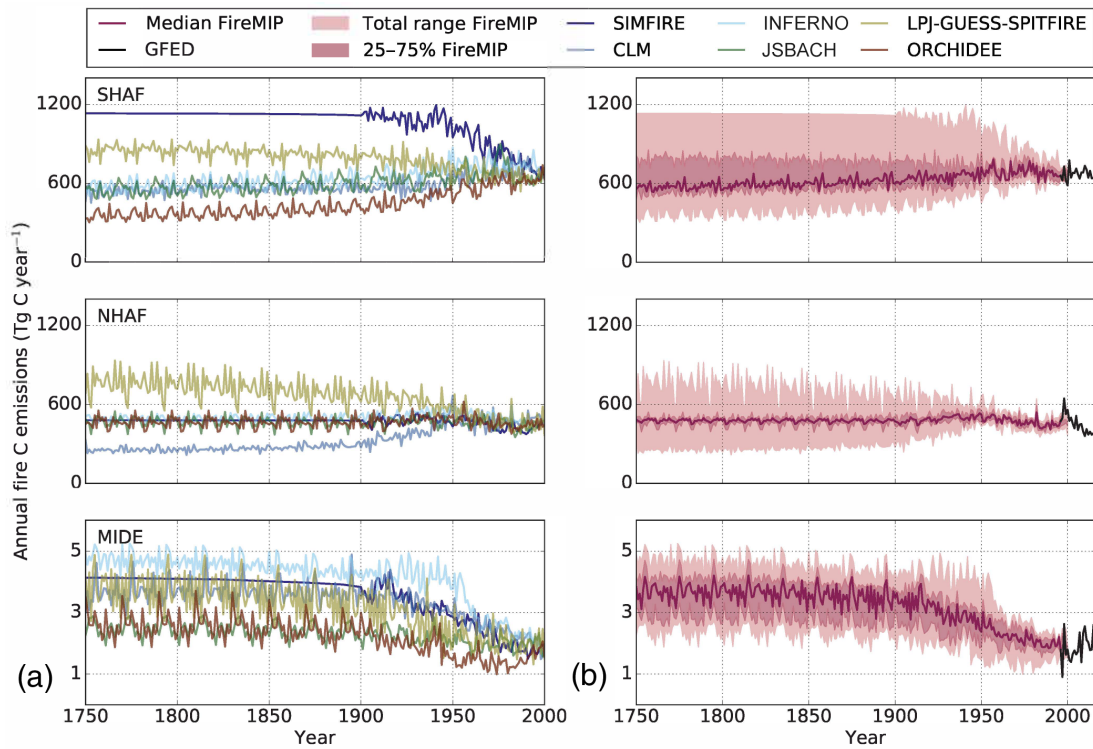 Median FireMIP Total range FireMIP SIMFIRE INFERNO LPJ-GUESS-SPITFIRE
GFED 25–75% FireMIP CLM JSBACH ORCHIDEE
Annual fire C emissions (Tg C year⁻¹)
SHAF
1200
600
0
1200
600
0
NHAF
1200
600
0
1200
600
0
MIDE
5
3
1
5
3
1
(a)
(b)
1750 1800 1850 1900 1950 2000
1750 1800 1850 1900 1950 2000
Year
Year